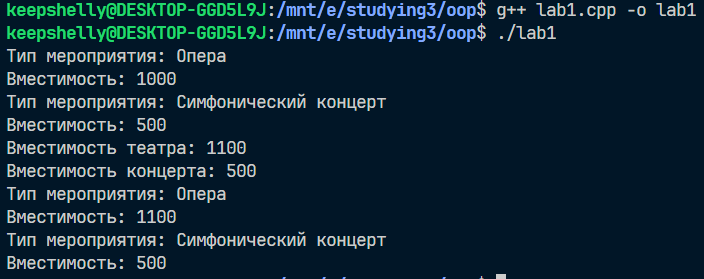 keepshelly@DESKTOP-GGD5L9J:/mnt/e/studying3/oop$ g++ lab1.cpp -o lab1
keepshelly@DESKTOP-GGD5L9J:/mnt/e/studying3/oop$ ./lab1
Тип мероприятия: Опера
Вместимость: 1000
Тип мероприятия: Симфонический концерт
Вместимость: 500
Вместимость театра: 1100
Вместимость концерта: 500
Тип мероприятия: Опера
Вместимость: 1100
Тип мероприятия: Симфонический концерт
Вместимость: 500